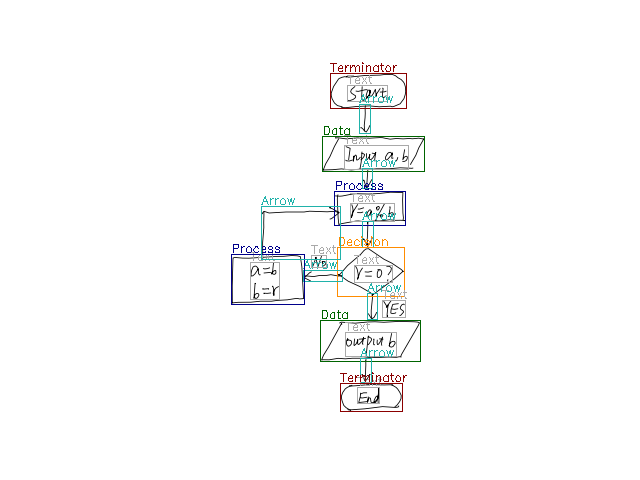 Terminator
Text
Start
Arrow
Data
Text
Input a, b
Arrow
Process
Text
r=a%b
Arrow
Arrow
Decision
Text
r=0?
Text
No
Arrow
Process
Text
a=b
b=r
Arrow
Text
YES
Data
Text
output b
Arrow
Terminator
Text
End